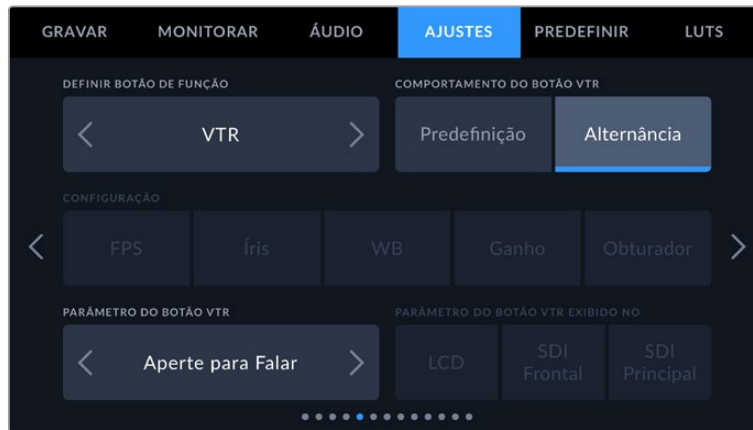 GRAVAR MONITORAR ÁUDIO AJUSTES PREDEFINIR LUTS
DEFINIR BOTÃO DE FUNÇÃO
VTR
COMPORTAMENTO DO BOTÃO VTR
Predefinição Alternância
CONFIGURAÇÃO
FPS Íris WB Ganho Obturador
PARÂMETRO DO BOTÃO VTR
Aperte para Falar
PARÂMETRO DO BOTÃO VTR EXIBIDO NO
LCD
SDI
Frontal
SDI
Principal